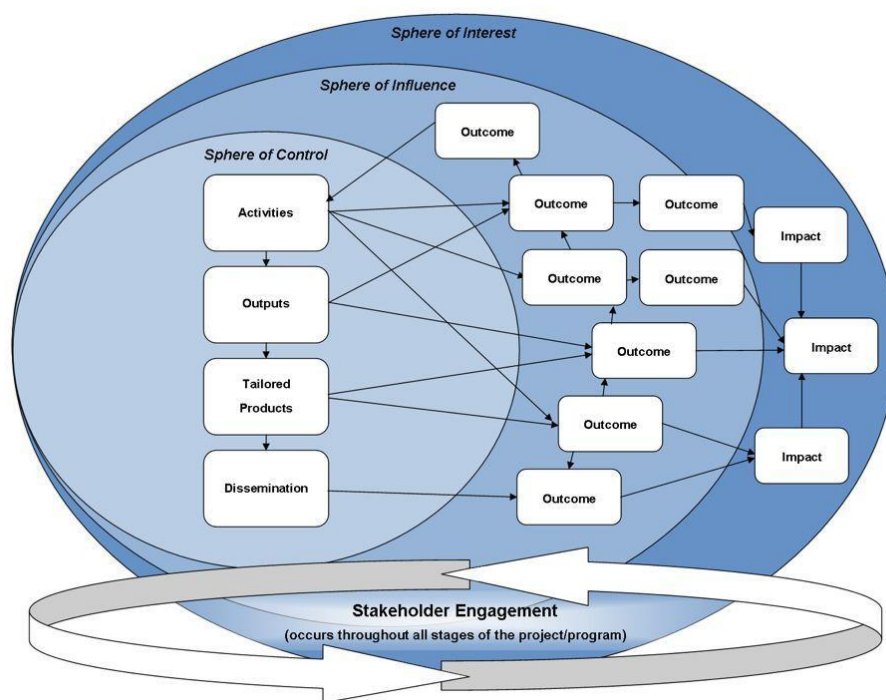 Sphere of Interest
Sphere of Influence
Outcome
Sphere of Control
Activities
Outcome
Outcome
Impact
Outcome
Outcome
Outputs
Outcome
Impact
Tailored
Products
Outcome
Impact
Dissemination
Outcome
Stakeholder Engagement
(occurs throughout all stages of the project/program)